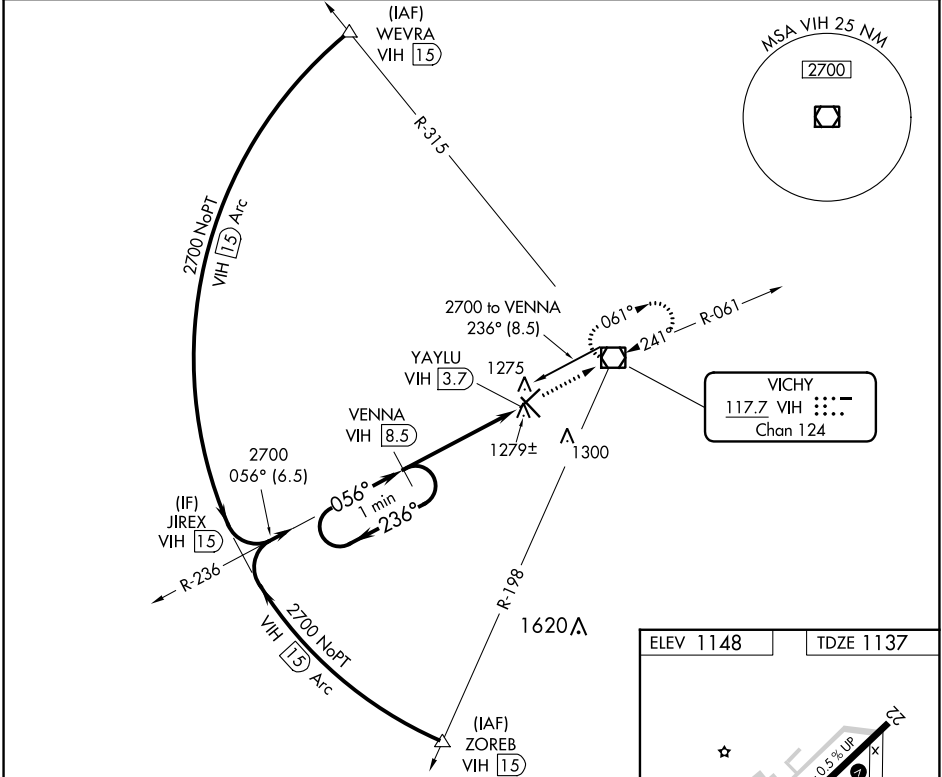 (IAF)
WEVRA
VIH 15
MSA VIH 25 NM
2700
R-315
2700 NoPT
VIH 15 Arc
2700 to VENNA
236° (8.5)
061°
241°
R-061
YAYLU
VIH 3.7
1275
VICHY
117.7 VIH
Chan 124
VENNA
VIH 8.5
1279±
1300
2700
056° (6.5)
056°
1 min
236°
(IF)
JIREX
VIH 15
R-236
R-198
2700 NoPT
VIH 15 Arc
1620
(IAF)
ZOREB
VIH 15
ELEV 1148
TDZE 1137
22
0.5% UP
X